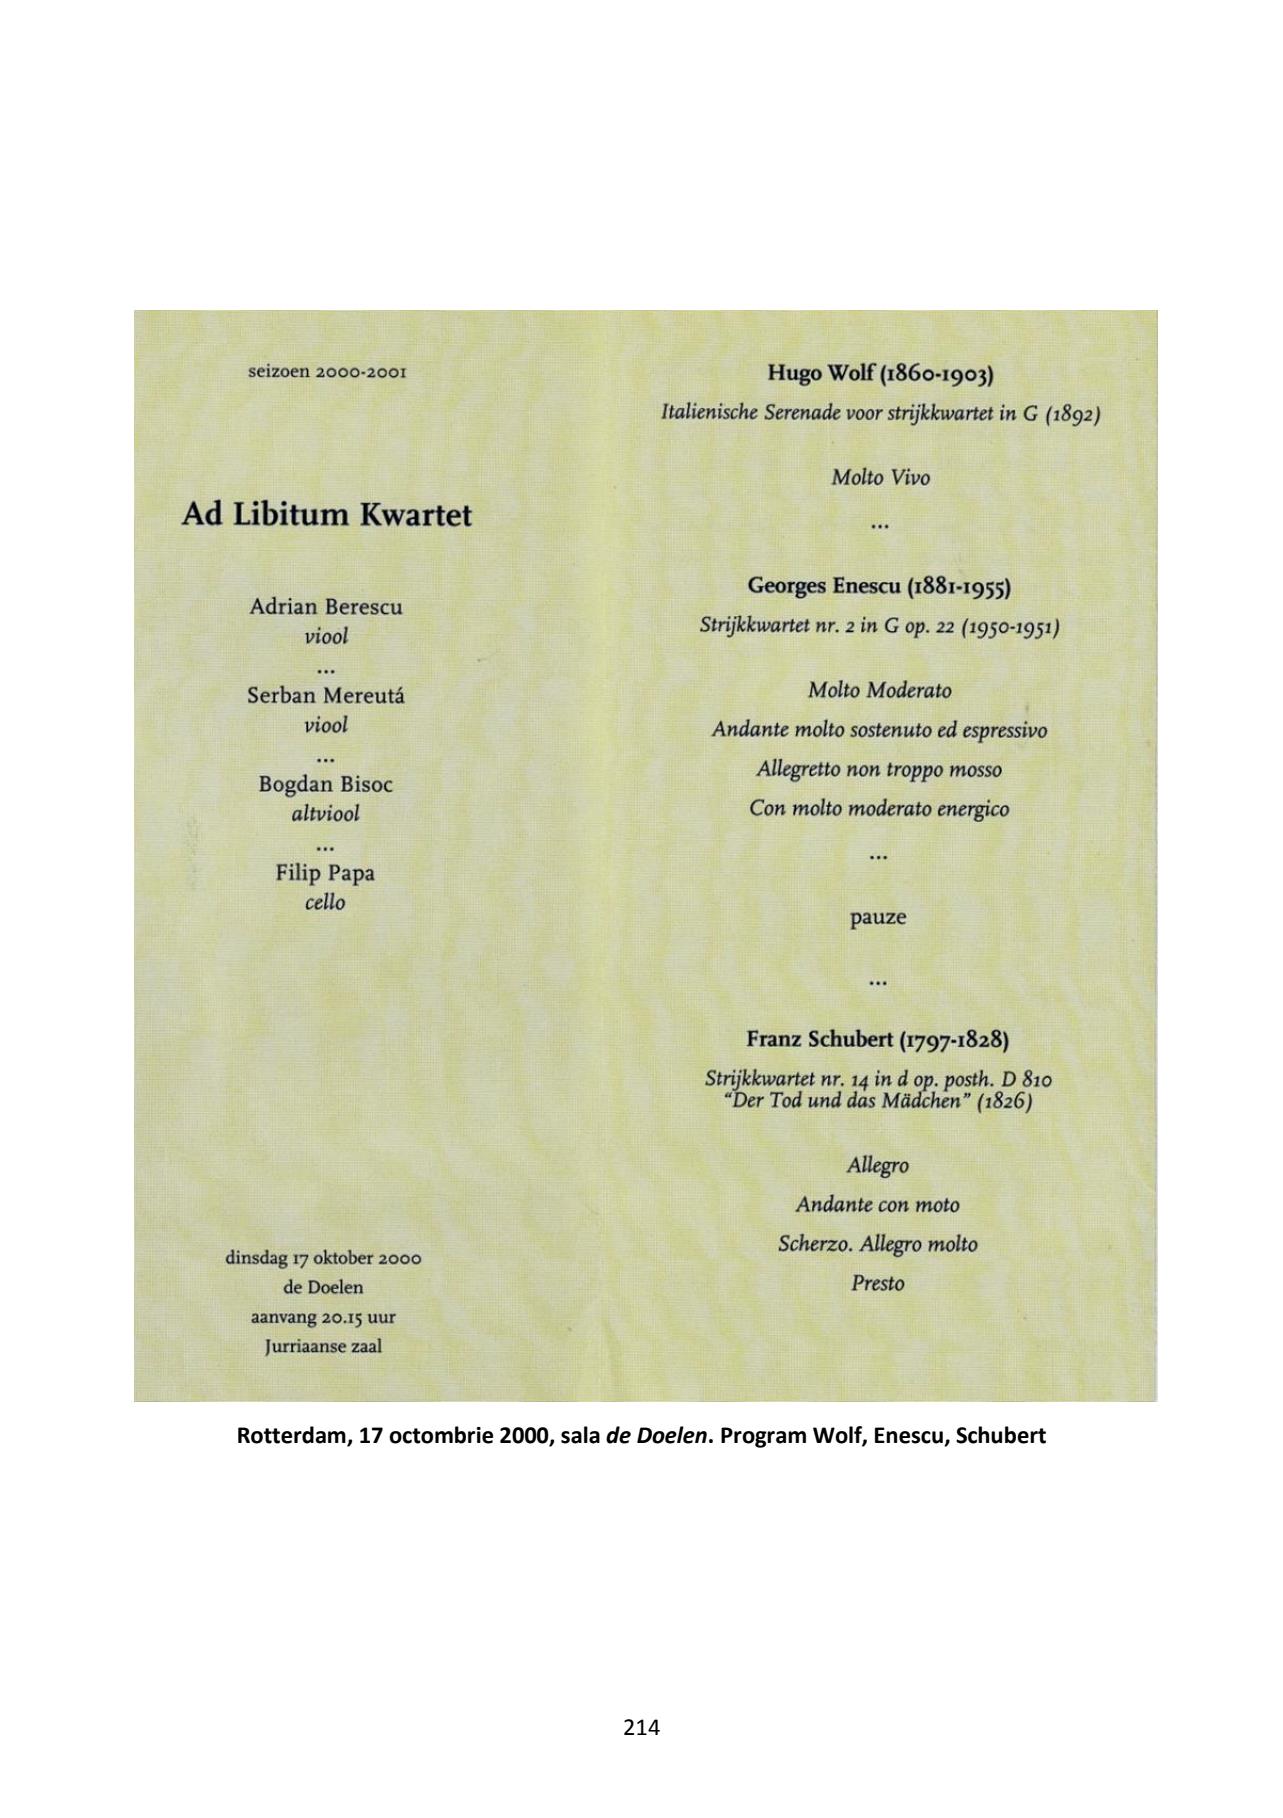 seizoen 2000-2001
Ad Libitum Kwartet
Adrian Berescu
viool
...
Serban Mereutá
viool
...
Bogdan Bisoc
altviool
...
Filip Papa
cello
dinsdag 17 oktober 2000
de Doelen
aanvang 20.15 uur
Jurriaanse zaal
Hugo Wolf (1860-1903)
Italienische Serenade voor strijkkwartet in G (1892)
Molto Vivo
...
Georges Enescu (1881-1955)
Strijkkwartet nr. 2 in G op. 22 (1950-1951)
Molto Moderato
Andante molto sostenuto ed espressivo
Allegretto non troppo mosso
Con molto moderato energico
...
pauze
...
Franz Schubert (1797-1828)
Strijkkwartet nr. 14 in d op. posth. D 810
“Der Tod und das Mädchen” (1826)
Allegro
Andante con moto
Scherzo. Allegro molto
Presto
Rotterdam, 17 octombrie 2000, sala de Doelen. Program Wolf, Enescu, Schubert
214